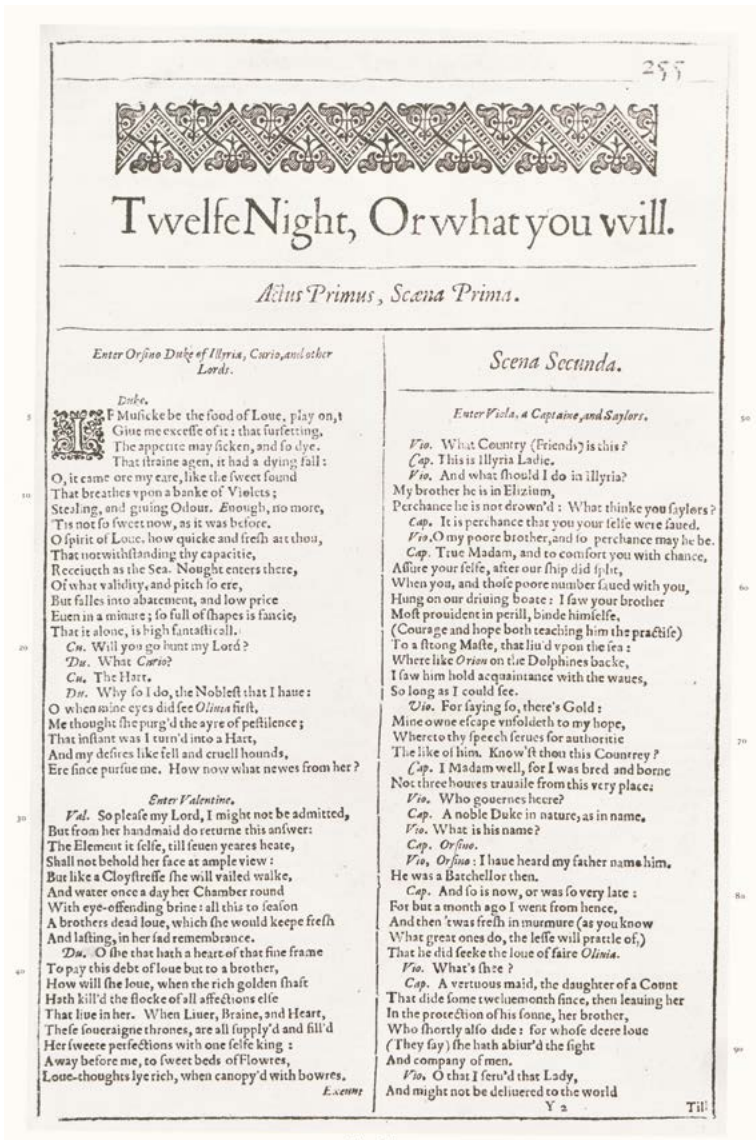 255
Twelfe Night, Or what you will.
Actus Primus, Scæna Prima.
Enter Orsino Duke of Illyria, Curio, and other
Lords.
Duke.
5
IF Musicke be the food of Loue, play on,
Giue me excesse of it: that surfetting,
The appetite may sicken, and so dye.
That straine agen, it had a dying fall:
O, it came ore my eare, like the sweet sound
10
That breathes vpon a banke of Violets;
Stealing, and giuing Odour. Enough, no more,
'Tis not so sweet now, as it was before.
O spirit of Loue, how quicke and fresh art thou,
That notwithstanding thy capacitie,
Receiueth as the Sea. Nought enters there,
Of what validity, and pitch so ere,
But falles into abatement, and low price
Euen in a minute; so full of shapes is fancie,
That it alone, is high fantasticall.
20
Cu. Will you go hunt my Lord?
Du. What Curio?
Cu. The Hart.
Du. Why so I do, the Noblest that I haue:
O when mine eyes did see Oliuia first,
Me thought she purg'd the ayre of pestilence;
That instant was I turn'd into a Hart,
And my desires like fell and cruell hounds,
Ere since pursue me. How now what newes from her?
Enter Valentine.
30
Val. So please my Lord, I might not be admitted,
But from her handmaid do returne this answer:
The Element it selfe, till seuen yeares heate,
Shall not behold her face at ample view:
But like a Cloystresse she will vailed walke,
And water once a day her Chamber round
With eye-offending brine: all this to season
A brothers dead loue, which she would keepe fresh
And lasting, in her sad remembrance.
Du. O she that hath a heart of that fine frame
40
To pay this debt of loue but to a brother,
How will she loue, when the rich golden shaft
Hath kill'd the flocke of all affections else
That liue in her. When Liuer, Braine, and Heart,
These soueraigne thrones, are all supply'd and fill'd
Her sweete perfections with one selfe king:
Away before me, to sweet beds of Flowres,
Loue-thoughts lye rich, when canopy'd with bowres.
Exeunt
Scena Secunda.
Enter Viola, a Captaine, and Saylors.
50
Vio. What Country (Friends) is this?
Cap. This is Illyria Ladie.
Vio. And what should I do in Illyria?
My brother he is in Elizium,
Perchance he is not drown'd: What thinke you saylors?
Cap. It is perchance that you your selfe were saued.
Vio. O my poore brother, and so perchance may he be.
Cap. True Madam, and to comfort you with chance,
Assure your selfe, after our ship did split,
When you, and those poore number saued with you,
60
Hung on our driuing boate: I saw your brother
Most prouident in perill, binde himselfe,
(Courage and hope both teaching him the practise)
To a strong Maste, that liu'd vpon the sea:
Where like Orion on the Dolphines backe,
I saw him hold acquaintance with the waues,
So long as I could see.
Vio. For saying so, there's Gold:
Mine owne escape vnfoldeth to my hope,
Whereto thy speech serues for authoritie
70
The like of him. Know'st thou this Countrey?
Cap. I Madam well, for I was bred and borne
Not three houres trauaile from this very place:
Vio. Who gouernes heere?
Cap. A noble Duke in nature, as in name.
Vio. What is his name?
Cap. Orsino.
Vio. Orsino: I haue heard my father name him.
He was a Batchellor then.
Cap. And so is now, or was so very late:
80
For but a month ago I went from hence,
And then 'twas fresh in murmure (as you know
What great ones do, the lesse will prattle of,)
That he did seeke the loue of faire Oliuia.
Vio. What's shee?
Cap. A vertuous maid, the daughter of a Count
That dide some tweluemonth since, then leauing her
In the protection of his sonne, her brother,
Who shortly also dide: for whose deere loue
(They say) she hath abiur'd the sight
90
And company of men.
Vio. O that I seru'd that Lady,
And might not be deliuered to the world
Y 2
Till